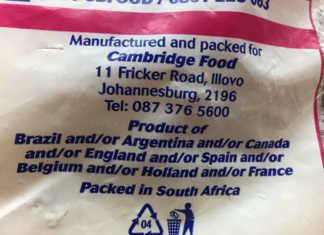 Manufactured and packed for
Cambridge Food
11 Fricker Road, Illovo
Johannesburg, 2196
Tel: 087 376 5600
Product of
Brazil and/or Argentina and/or Canada
and/or England and/or Spain and/or
Belgium and/or Holland and/or France
Packed in South Africa
04